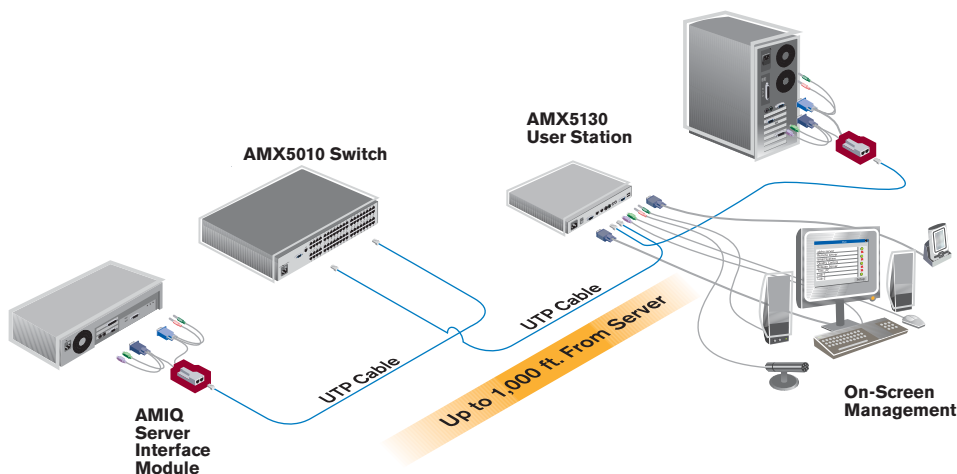 AMX5010 Switch
AMX5130
User Station
UTP Cable
UTP Cable
Up to 1,000 ft. From Server
AMIQ
Server
Interface
Module
On-Screen
Management